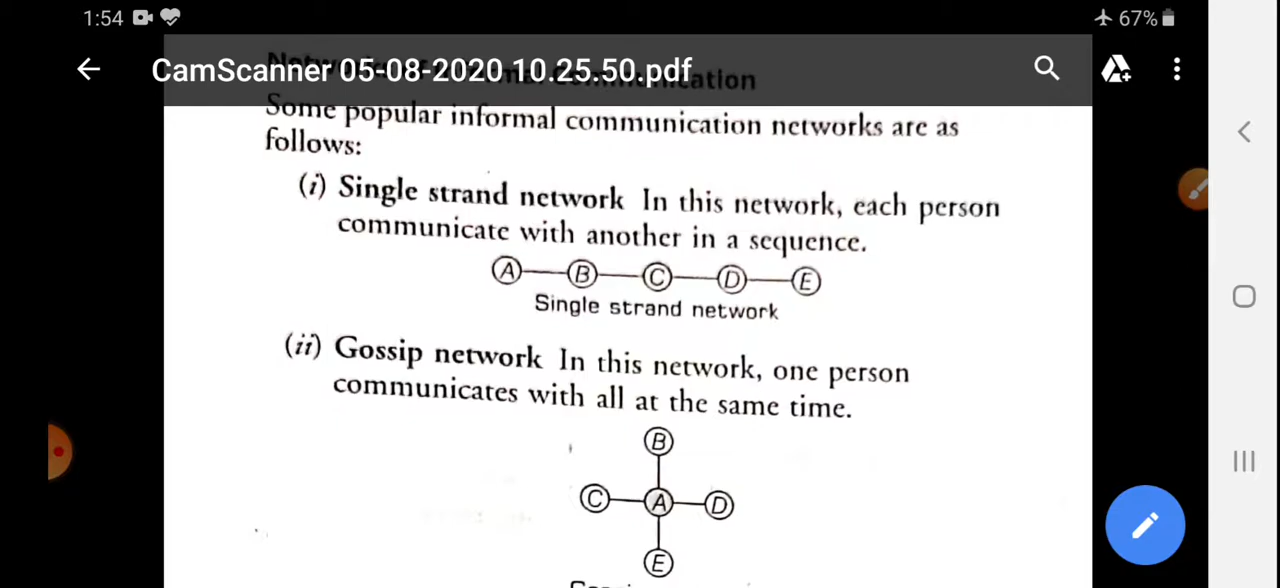 1:54
67%
CamScanner 05-08-2020 10.25.50.pdf
Some popular informal communication networks are as
follows:
(i) Single strand network In this network, each person
communicate with another in a sequence.
A B C D E
Single strand network
(ii) Gossip network In this network, one person
communicates with all at the same time.
B
C A D
E